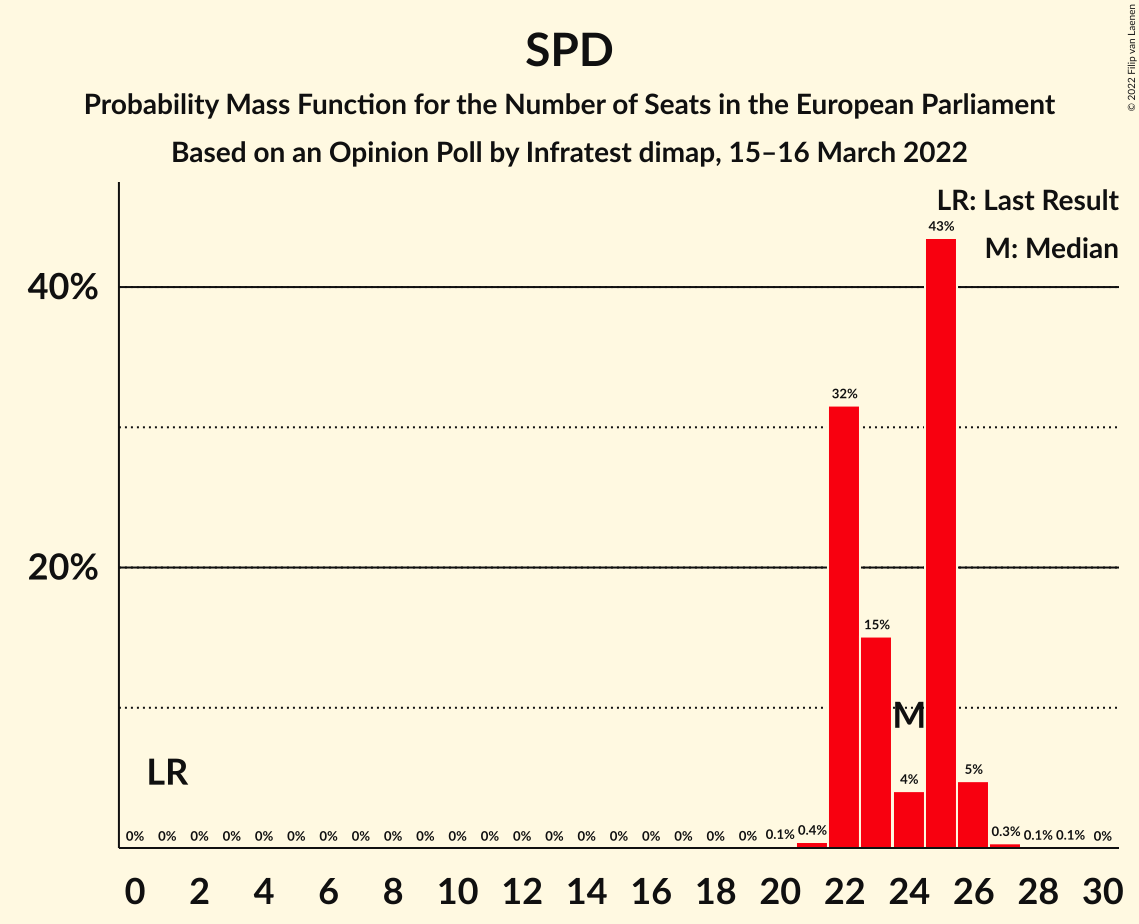 SPD
Probability Mass Function for the Number of Seats in the European Parliament
Based on an Opinion Poll by Infratest dimap, 15–16 March 2022
© 2022 Filip van Laenen
LR: Last Result
M: Median
43%
40%
32%
20%
15%
M
LR
4%
5%
0% 0% 0% 0% 0% 0% 0% 0% 0% 0% 0% 0% 0% 0% 0% 0% 0% 0% 0% 0% 0.1% 0.4% 0.3% 0.1% 0.1% 0%
0 2 4 6 8 10 12 14 16 18 20 22 24 26 28 30